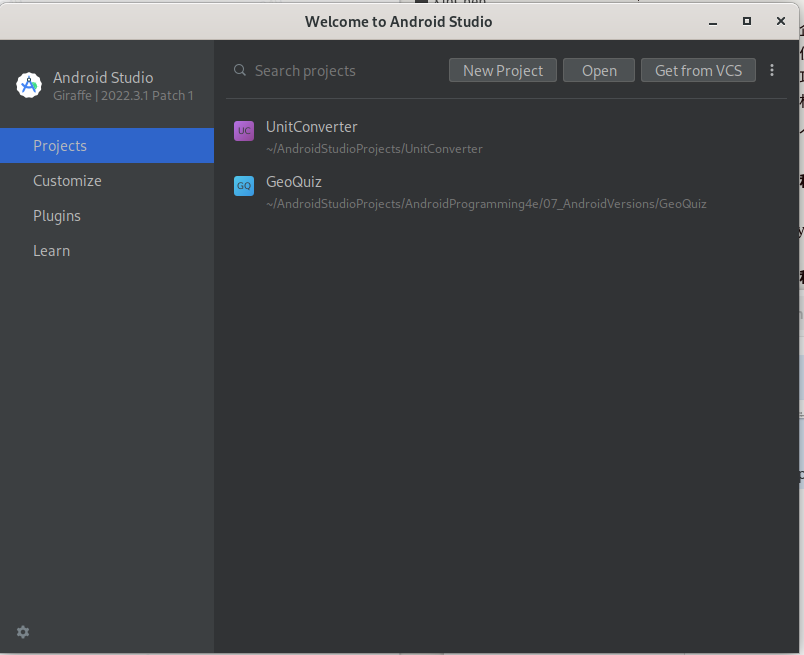 Welcome to Android Studio
Android Studio
Giraffe | 2022.3.1 Patch 1
Projects
Customize
Plugins
Learn
Search projects
New Project
Open
Get from VCS
UC
UnitConverter
~/AndroidStudioProjects/UnitConverter
GQ
GeoQuiz
~/AndroidStudioProjects/AndroidProgramming4e/07_AndroidVersions/GeoQuiz